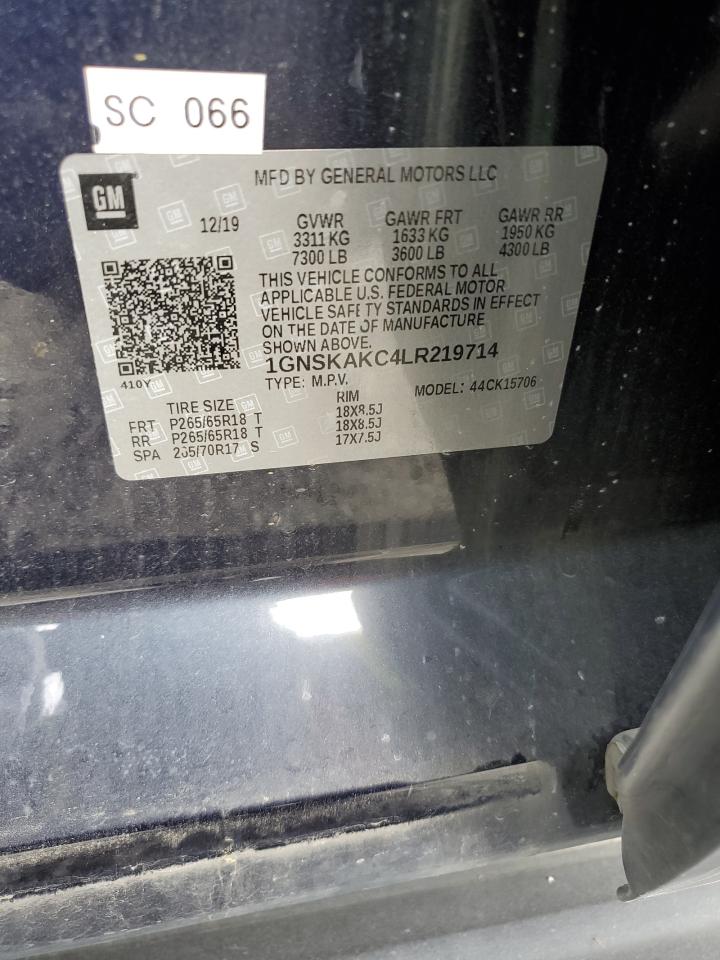 SC 066
GM
MFD BY GENERAL MOTORS LLC
12/19
GVWR GAWR FRT GAWR RR
3311 KG 1633 KG 1950 KG
7300 LB 3600 LB 4300 LB
THIS VEHICLE CONFORMS TO ALL
APPLICABLE U.S. FEDERAL MOTOR
VEHICLE SAFETY STANDARDS IN EFFECT
ON THE DATE OF MANUFACTURE
SHOWN ABOVE.
1GNSKAKC4LR219714
410Y
TYPE: M.P.V. MODEL: 44CK15706
TIRE SIZE RIM
FRT P265/65R18 T 18X8.5J
RR P265/65R18 T 18X8.5J
SPA 265/70R17 S 17X7.5J